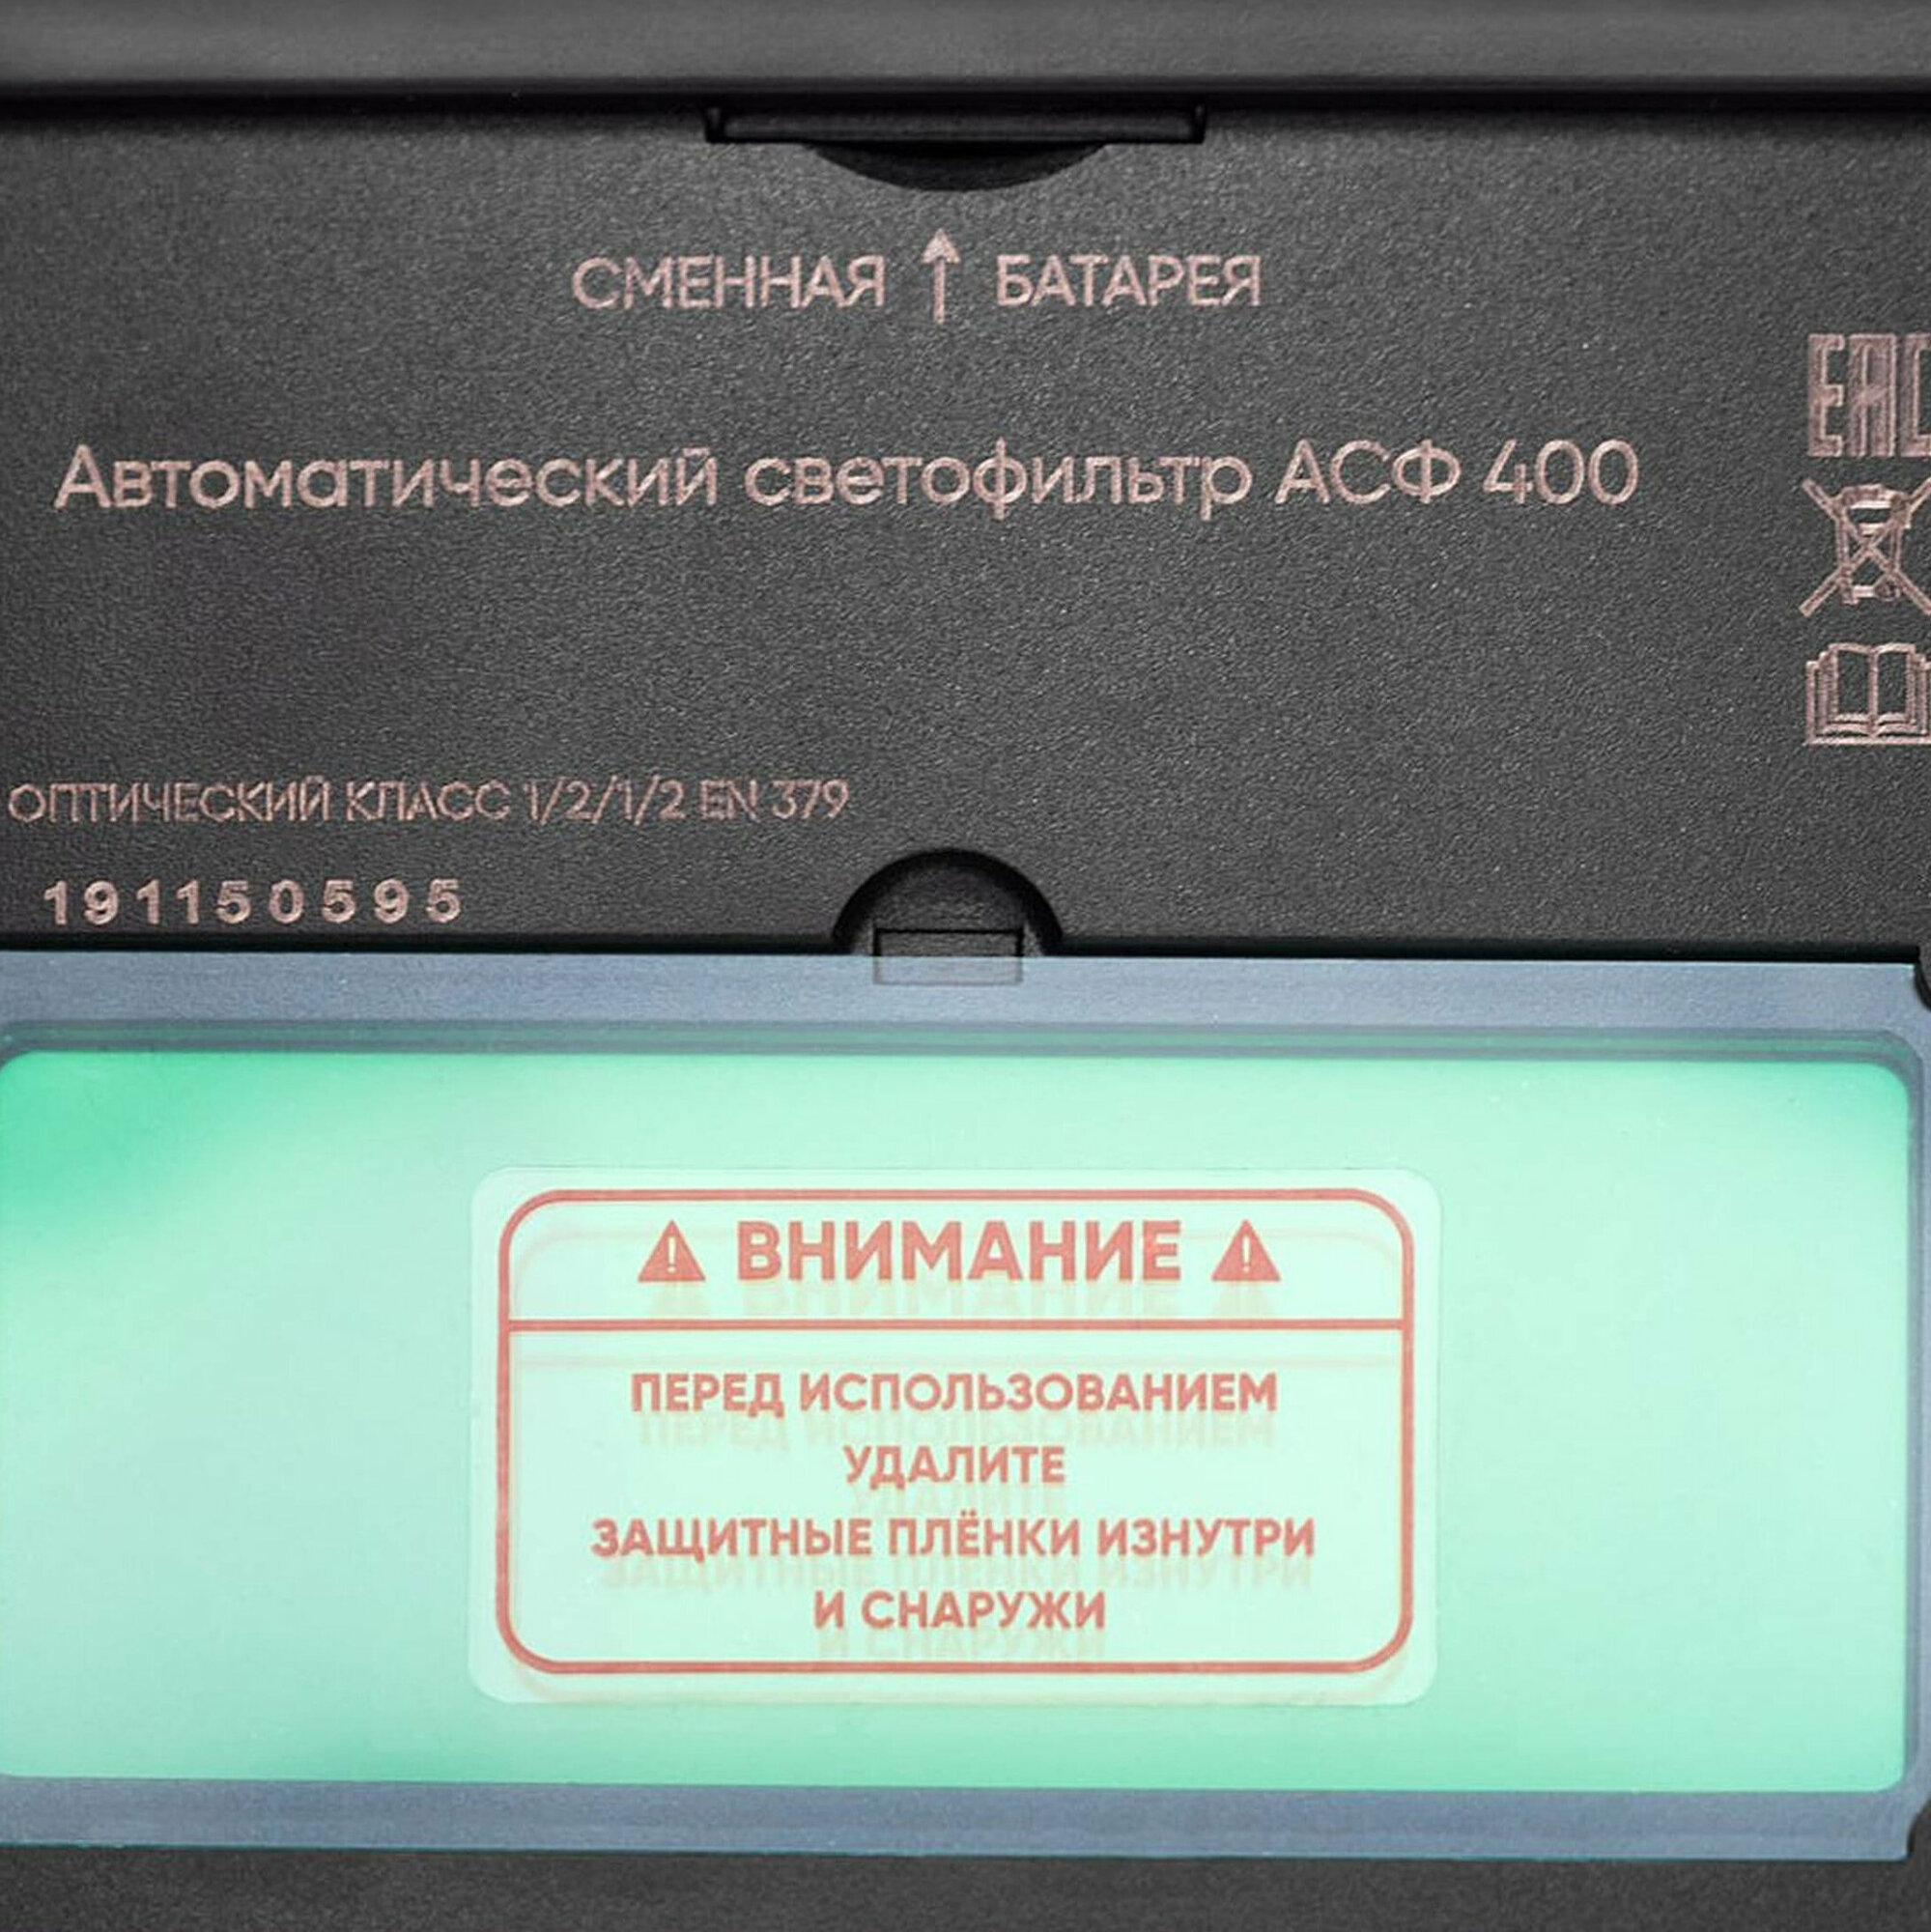 СМЕННАЯ БАТАРЕЯ
EAC
Автоматический светофильтр АСФ 400
ОПТИЧЕСКИЙ КЛАСС 1/2/1/2 EN 379
191150595
ВНИМАНИЕ
ПЕРЕД ИСПОЛЬЗОВАНИЕМ
УДАЛИТЕ
ЗАЩИТНЫЕ ПЛЁНКИ ИЗНУТРИ
И СНАРУЖИ